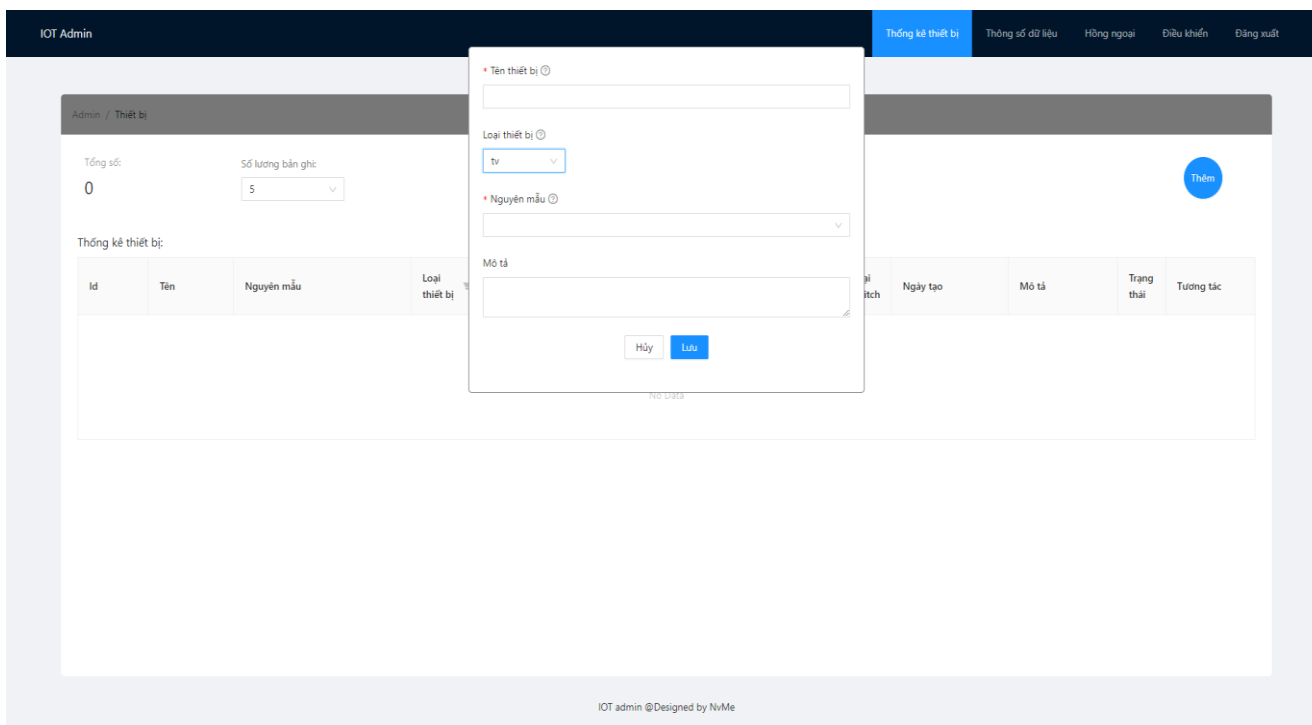 IOT Admin
Thống kê thiết bị
Thông số dữ liệu
Hồng ngoại
Điều khiển
Đăng xuất
Admin / Thiết bị
Tổng số:
0
Số lượng bản ghi:
5
Thêm
* Tên thiết bị
Loại thiết bị
tv
* Nguyên mẫu
Mô tả
Hủy
Lưu
Thống kê thiết bị:
Id
Tên
Nguyên mẫu
Loại
thiết bị
Ngày tạo
Mô tả
Trạng
thái
Tương tác
No Data
IOT admin @Designed by NvMe